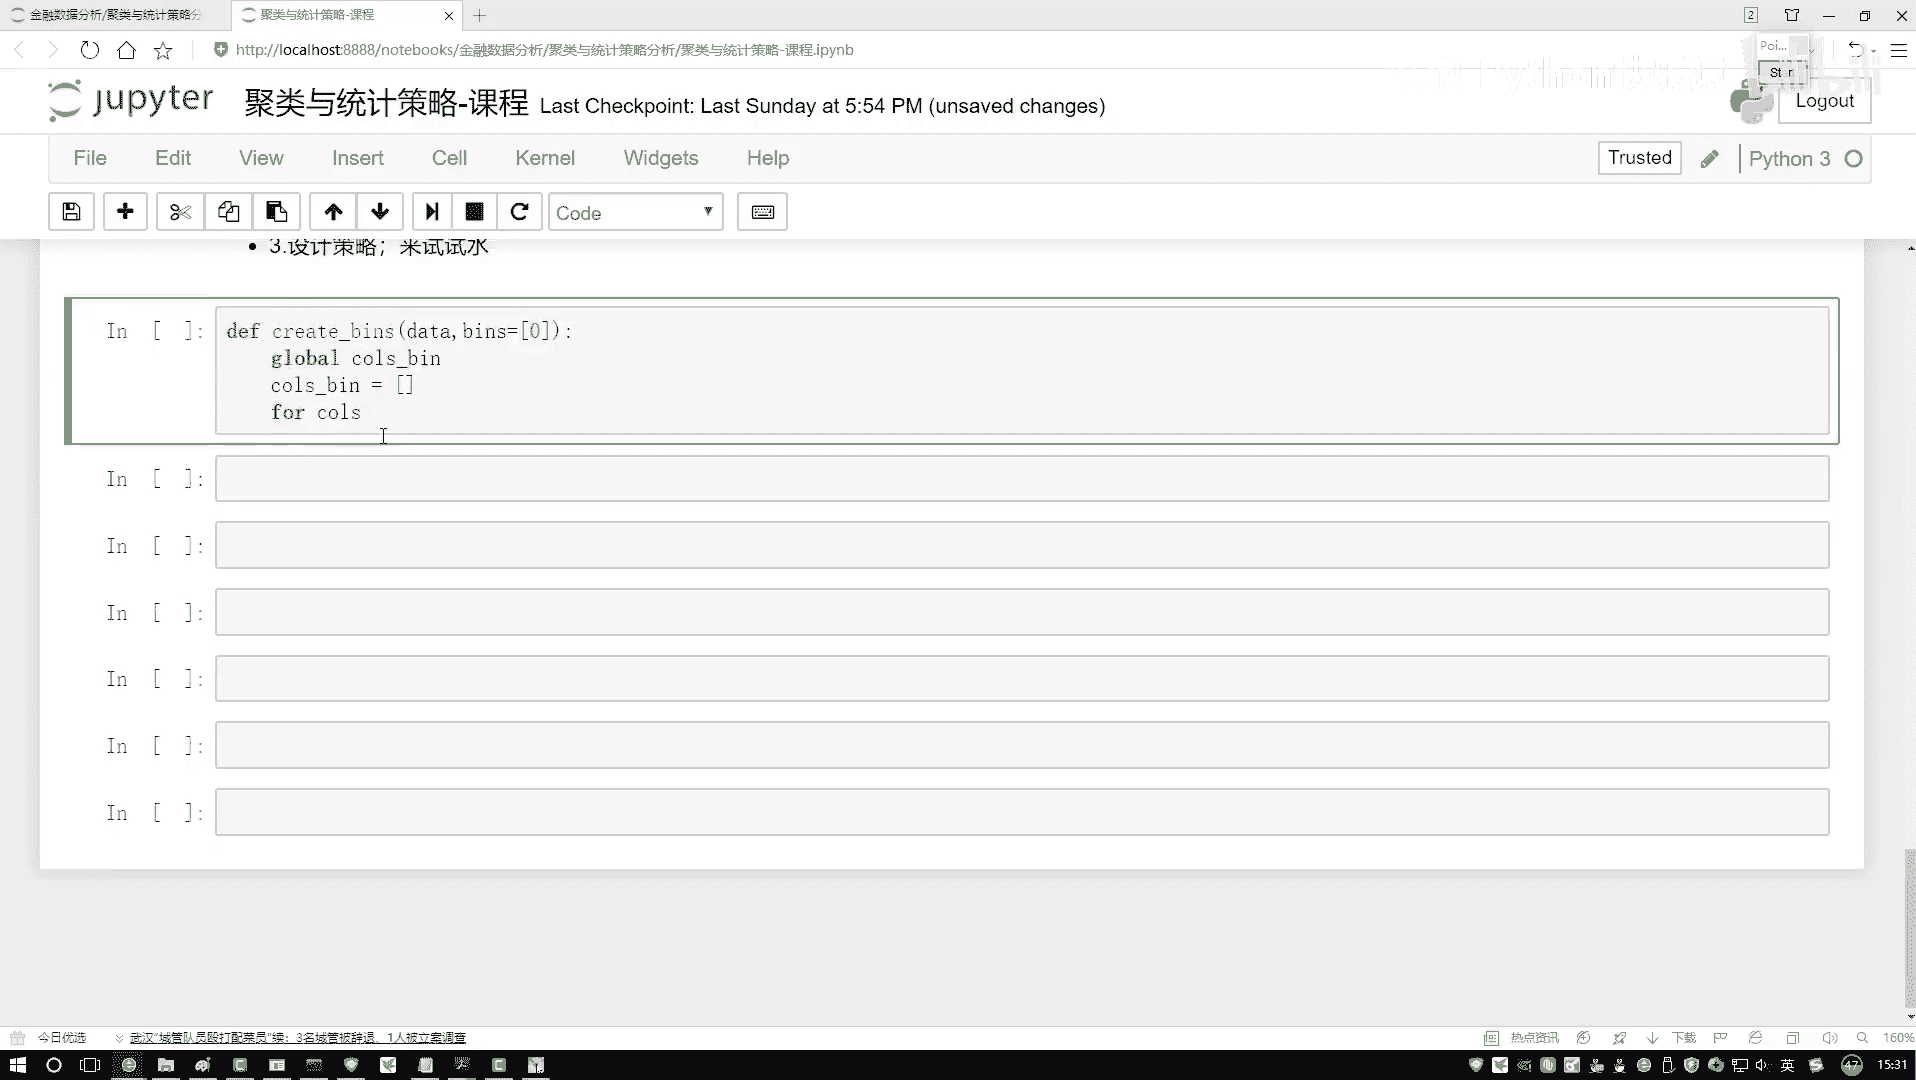 金融数据分析/聚类与统计策略分
聚类与统计策略-课程
2
http://localhost:8888/notebooks/金融数据分析/聚类与统计策略分析/聚类与统计策略-课程.ipynb
Poi...
jupyter 聚类与统计策略-课程 Last Checkpoint: Last Sunday at 5:54 PM (unsaved changes)
Logout
File Edit View Insert Cell Kernel Widgets Help
Trusted Python 3
Code
3.设计策略；来试试水
In [ ]: def create_bins(data,bins=[0]):
global cols_bin
cols_bin = []
for cols
In [ ]:
In [ ]:
In [ ]:
In [ ]:
In [ ]:
In [ ]:
今日优选 武汉“城管队员殴打配菜员”续：3名城管被辞退、1人被立案调查
热点资讯 下载 160%
英 47 15:31